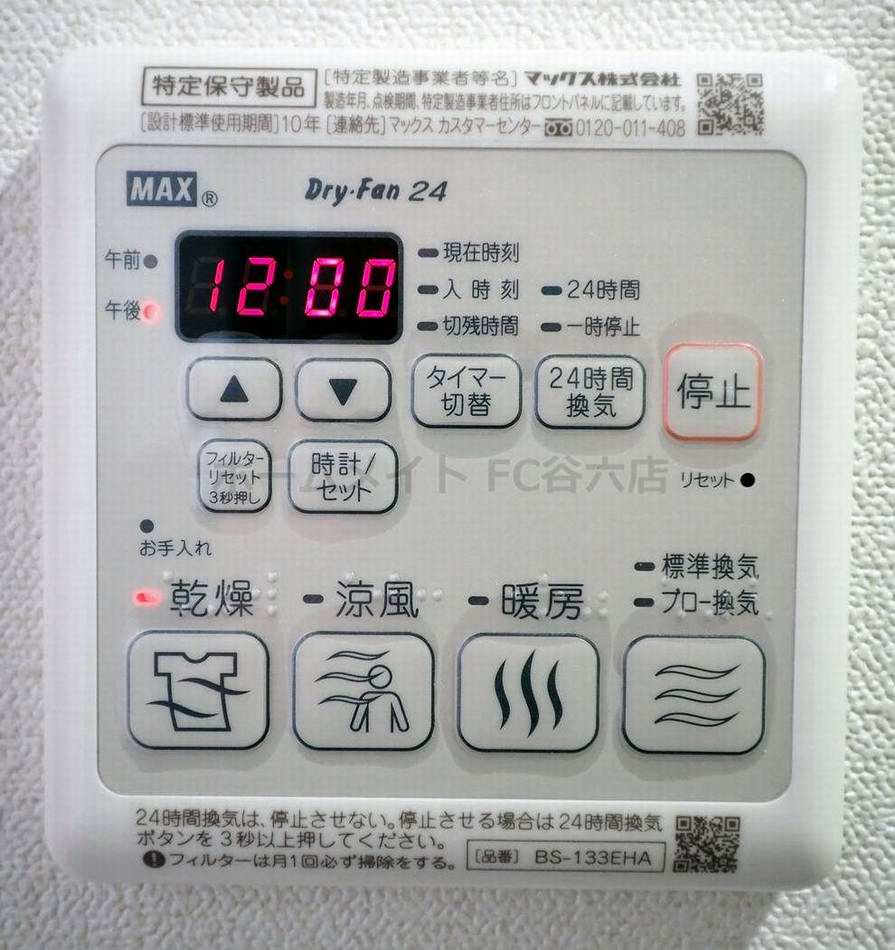 特定保守製品 [特定製造事業者等名] マックス株式会社
製造年月、点検期間、特定製造事業者住所はフロントパネルに記載しています。
[設計標準使用期間]10年 [連絡先]マックス カスタマーセンター 0120-011-408
MAX® Dry・Fan 24
午前
午後
12:00
現在時刻
入時刻 24時間
切残時間 一時停止
▲ ▼
タイマー
切替
24時間
換気
停止
フィルター
リセット
3秒押し
時計/
セット
リセット
ホームメイト FC谷六店
お手入れ
乾燥 涼風 暖房
標準換気
ブロー換気
24時間換気は、停止させない。停止させる場合は24時間換気
ボタンを3秒以上押してください。
フィルターは月1回必ず掃除をする。 [品番] BS-133EHA